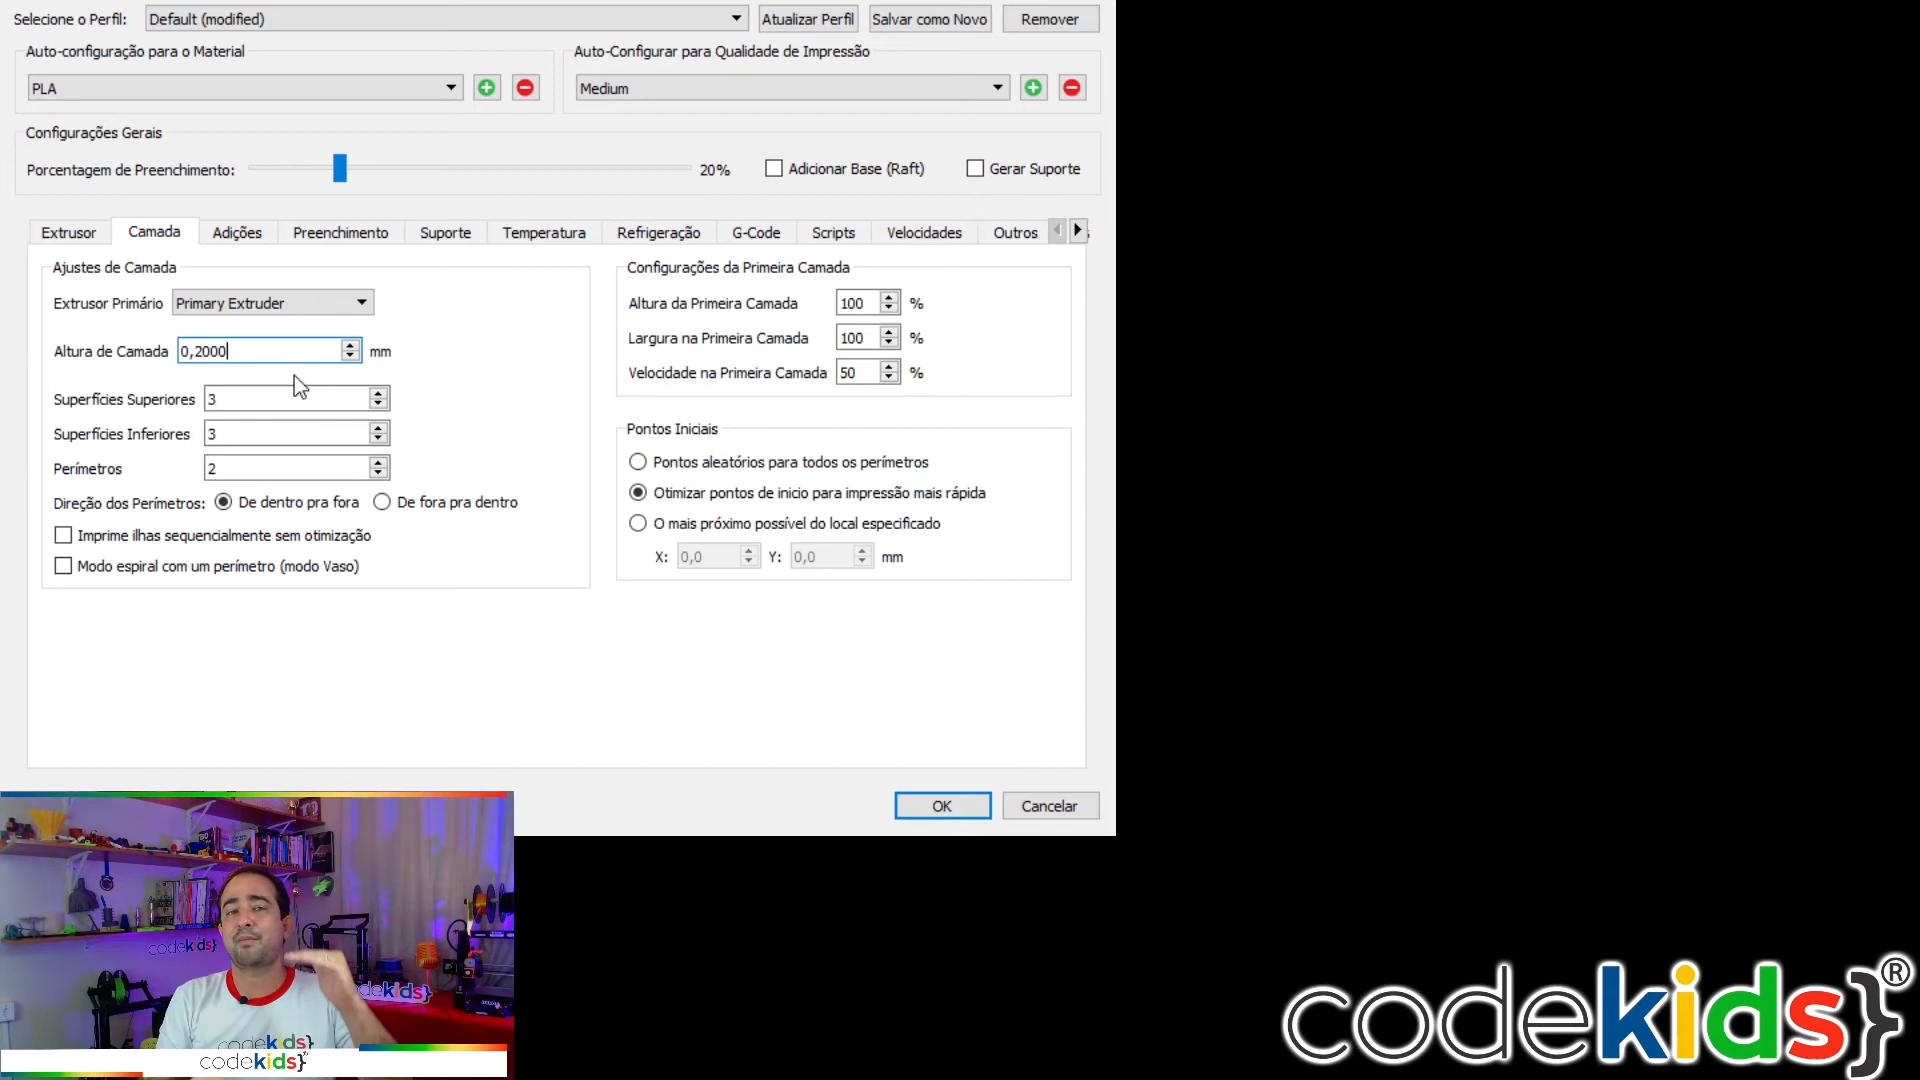 Selecione o Perfil: Default (modified) Atualizar Perfil Salvar como Novo Remover
Auto-configuração para o Material Auto-Configurar para Qualidade de Impressão
PLA Medium
Configurações Gerais
Porcentagem de Preenchimento: 20% Adicionar Base (Raft) Gerar Suporte
Extrusor Camada Adições Preenchimento Suporte Temperatura Refrigeração G-Code Scripts Velocidades Outros
Ajustes de Camada
Extrusor Primário Primary Extruder
Altura de Camada 0,2000 mm
Superfícies Superiores 3
Superfícies Inferiores 3
Perímetros 2
Direção dos Perímetros: De dentro pra fora De fora pra dentro
Imprime ilhas sequencialmente sem otimização
Modo espiral com um perímetro (modo Vaso)
Configurações da Primeira Camada
Altura da Primeira Camada 100 %
Largura na Primeira Camada 100 %
Velocidade na Primeira Camada 50 %
Pontos Iniciais
Pontos aleatórios para todos os perímetros
Otimizar pontos de inicio para impressão mais rápida
O mais próximo possível do local especificado
X: 0,0 Y: 0,0 mm
OK Cancelar
codekids}
codekids}
codekids}
codekids}
codekids}®